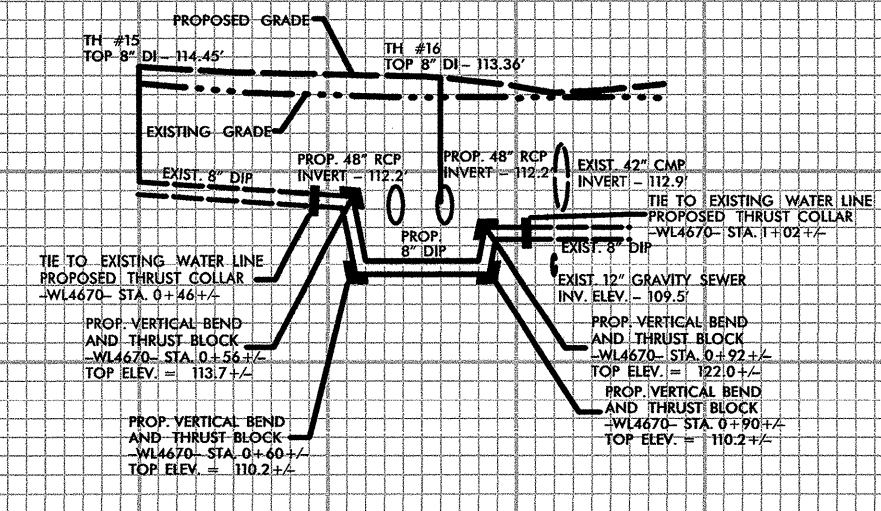 PROPOSED GRADE
TH #15
TOP 8" DI - 114.45'
TH #16
TOP 8" DI - 113.36'
EXISTING GRADE
EXIST. 8" DIP
PROP. 48" RCP
INVERT - 112.2'
PROP. 48" RCP
INVERT - 112.2'
EXIST. 42" CMP
INVERT - 112.9'
TIE TO EXISTING WATER LINE
PROPOSED THRUST COLLAR
-WL4670- STA. 1+02+/-
PROP.
8" DIP
EXIST. 8" DIP
TIE TO EXISTING WATER LINE
PROPOSED THRUST COLLAR
-WL4670- STA. 0+46+/-
EXIST. 12" GRAVITY SEWER
INV. ELEV. - 109.5'
PROP. VERTICAL BEND
AND THRUST BLOCK
-WL4670- STA. 0+56+/-
TOP ELEV. = 113.7+/-
PROP. VERTICAL BEND
AND THRUST BLOCK
-WL4670- STA. 0+92+/-
TOP ELEV. = 122.0+/-
PROP. VERTICAL BEND
AND THRUST BLOCK
-WL4670- STA. 0+90+/-
TOP ELEV. = 110.2+/-
PROP. VERTICAL BEND
AND THRUST BLOCK
-WL4670- STA. 0+60+/-
TOP ELEV. = 110.2+/-